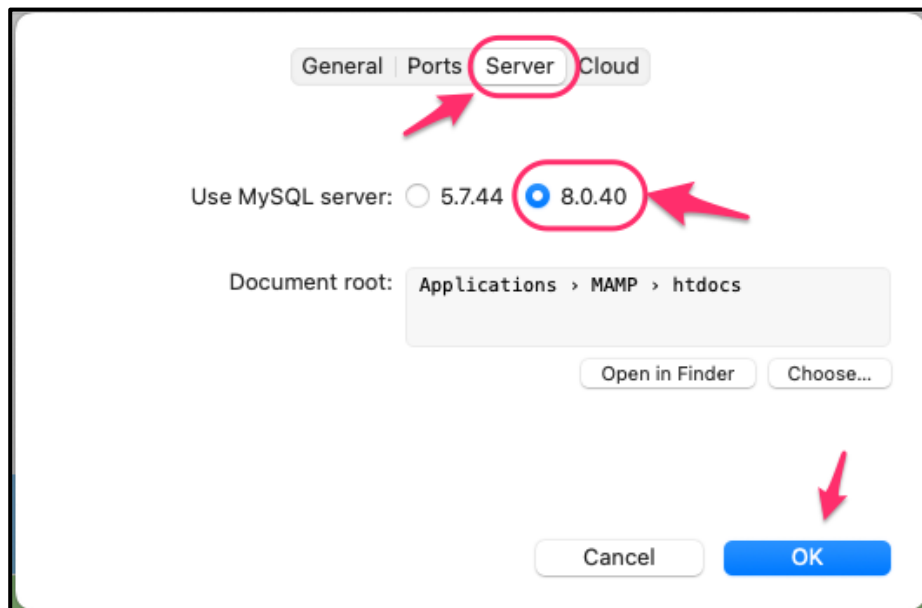 General Ports Server Cloud
Use MySQL server: 5.7.44 8.0.40
Document root: Applications › MAMP › htdocs
Open in Finder Choose...
Cancel OK